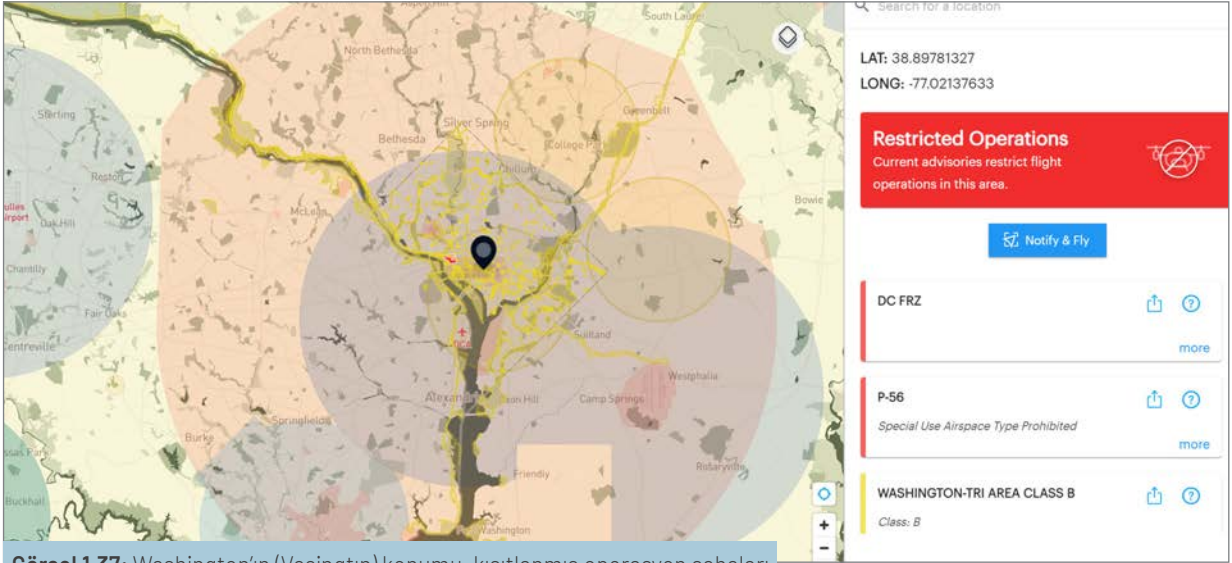 South Laurel
North Bethesda
Sterling
Silver Spring
Greenbelt
Bethesda
College Park
Chillum
Reston
McLean
Bowie
Oak Hill
Chantilly
Fair Oaks
Centreville
Suitland
Westphalia
Alexandria
Oxon Hill
Camp Springs
Springfield
Burke
Friendly
Rosaryville
Buckhall
Washington
Search for a location
LAT: 38.89781327
LONG: -77.02137633
Restricted Operations
Current advisories restrict flight
operations in this area.
Notify & Fly
DC FRZ
more
P-56
Special Use Airspace Type Prohibited
more
WASHINGTON-TRI AREA CLASS B
Class: B
Görsel 1.37: Washington'ın (Vaşingtın) konumu, kısıtlanmış operasyon sahaları